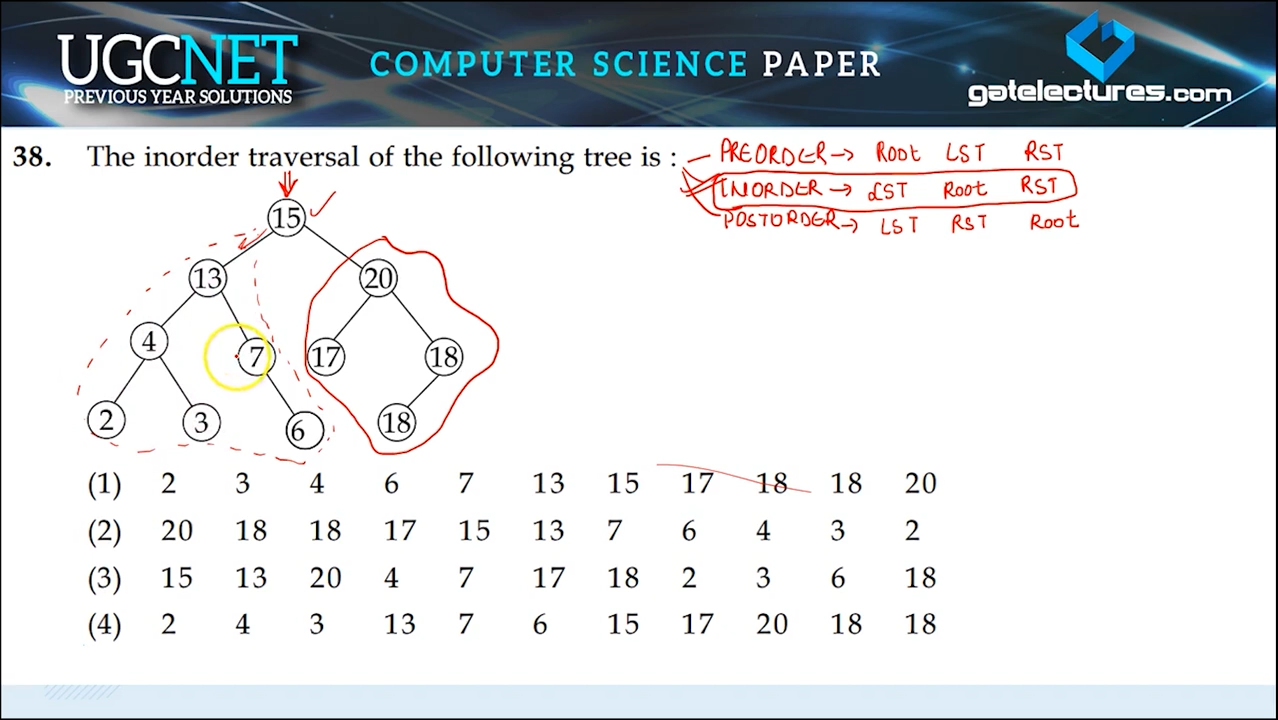 UGCNET
PREVIOUS YEAR SOLUTIONS
COMPUTER SCIENCE PAPER
gatelectures.com
38. The inorder traversal of the following tree is :
PREORDER → Root LST RST
INORDER → LST Root RST
POSTORDER → LST RST Root
15
13 20
4 7 17 18
2 3 6 18
(1) 2 3 4 6 7 13 15 17 18 18 20
(2) 20 18 18 17 15 13 7 6 4 3 2
(3) 15 13 20 4 7 17 18 2 3 6 18
(4) 2 4 3 13 7 6 15 17 20 18 18